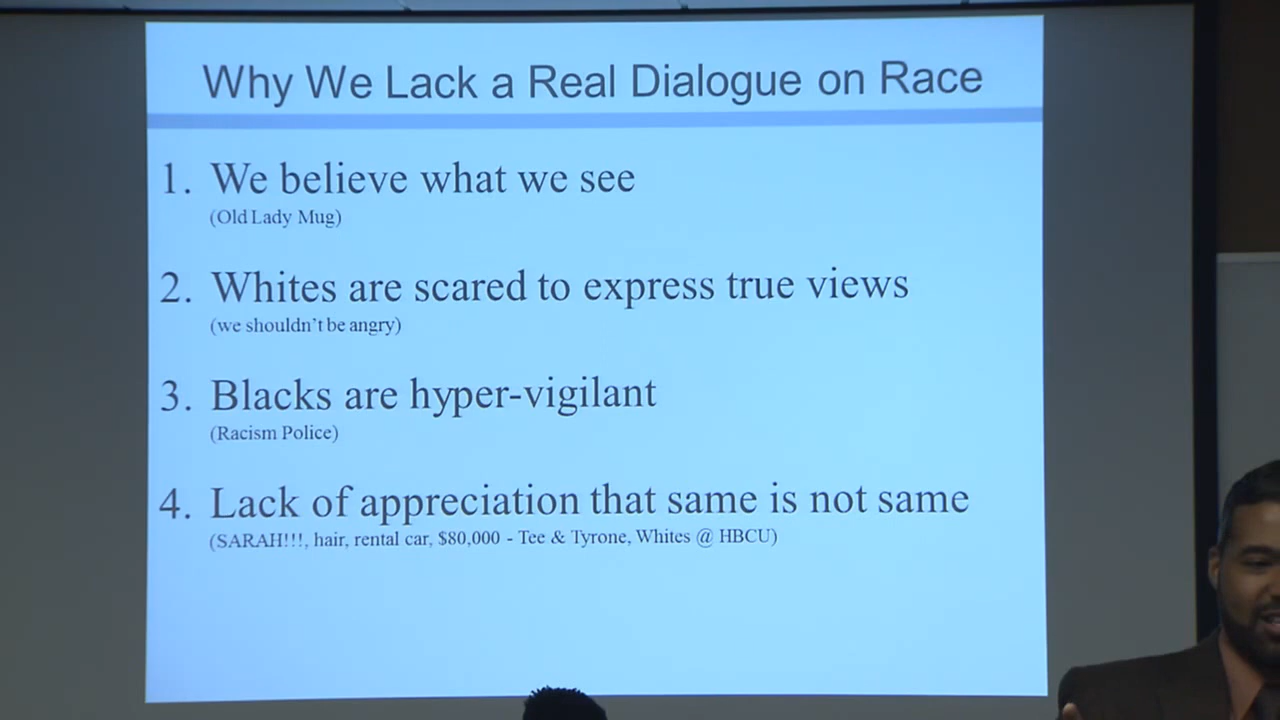 Why We Lack a Real Dialogue on Race
1. We believe what we see
(Old Lady Mug)
2. Whites are scared to express true views
(we shouldn't be angry)
3. Blacks are hyper-vigilant
(Racism Police)
4. Lack of appreciation that same is not same
(SARAH!!!, hair, rental car, $80,000 - Tee & Tyrone, Whites @ HBCU)